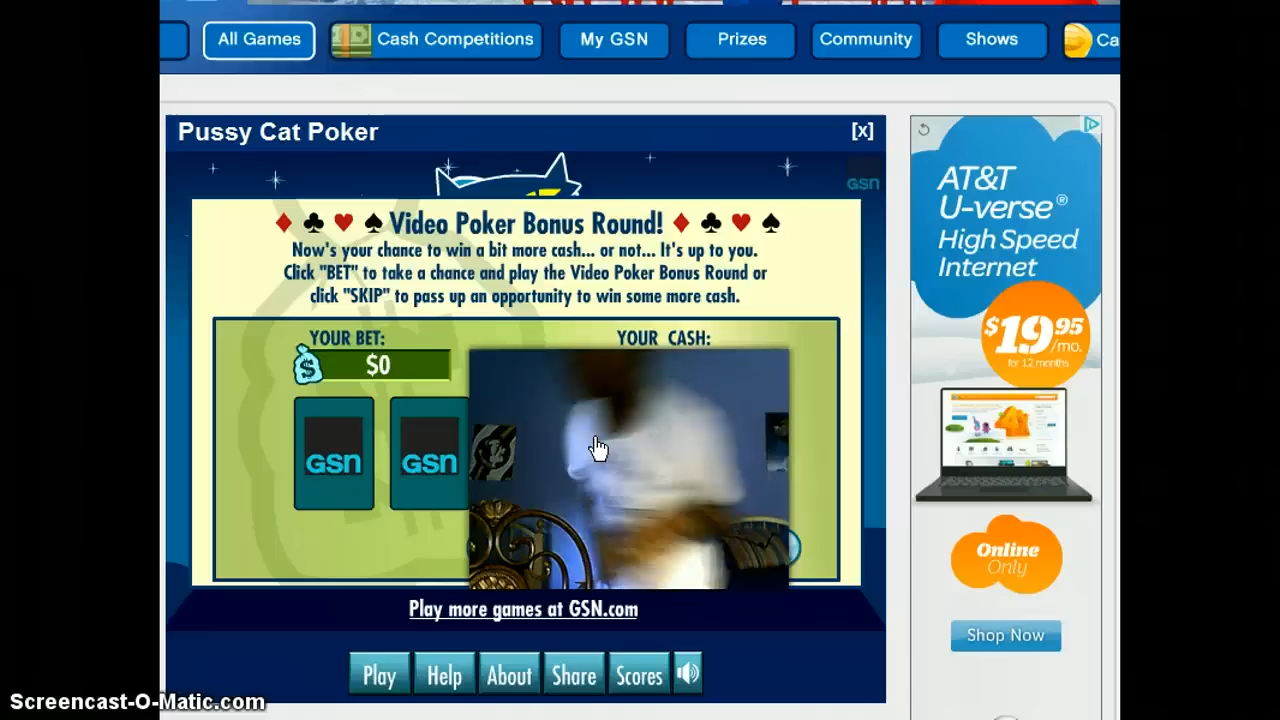 All Games
Cash Competitions
My GSN
Prizes
Community
Shows
Ca
Pussy Cat Poker
[x]
GSN
Video Poker Bonus Round!
Now's your chance to win a bit more cash... or not... It's up to you.
Click "BET" to take a chance and play the Video Poker Bonus Round or
click "SKIP" to pass up an opportunity to win some more cash.
YOUR BET:
YOUR CASH:
$
$0
GSN
GSN
Play more games at GSN.com
Play
Help
About
Share
Scores
AT&T
U-verse®
High Speed
Internet
$19.95
/mo.
for 12 months
Online
Only
Shop Now
Screencast-O-Matic.com